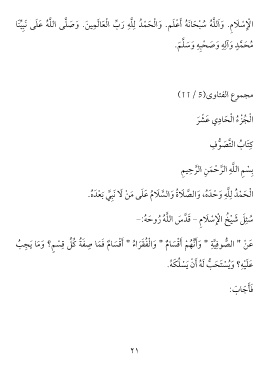 الْإِسْلَامِ. وَاللَّهُ سُبْحَانَهُ أَعْلَم. وَالْحَمْدُ لِلَّهِ رَبِّ الْعَالَمِينَ. وَصَلَّى اللَّهُ عَلَى نَبِيِّنَا
مُحَمَّدٍ وَآلِهِ وَصَحْبِهِ وَسَلَّمَ.
مجموع الفتاوى(5 / 11)
الْجُزْءُ الْحَادِي عَشَرَ
كِتَابُ التَّصَوُّفِ
بِسْمِ اللَّهِ الرَّحْمَنِ الرَّحِيمِ
الْحَمْدُ لِلَّهِ وَحْدَهُ، وَالصَّلَاةُ وَالسَّلَامُ عَلَى مَنْ لَا نَبِيَّ بَعْدَهُ.
سُئِلَ شَيْخُ الْإِسْلَامِ - قَدَّسَ اللَّهُ رُوحَهُ:-
عَنْ " الصُّوفِيَّةِ " وَأَنَّهُمْ أَقْسَامٌ " وَالْفُقَرَاءُ " أَقْسَامٌ فَمَا صِفَةُ كُلِّ قِسْمٍ؟ وَمَا يَجِبُ
عَلَيْهِ؟ وَيُسْتَحَبُّ لَهُ أَنْ يَسْلُكَهُ.
فَأَجَابَ:
٢١